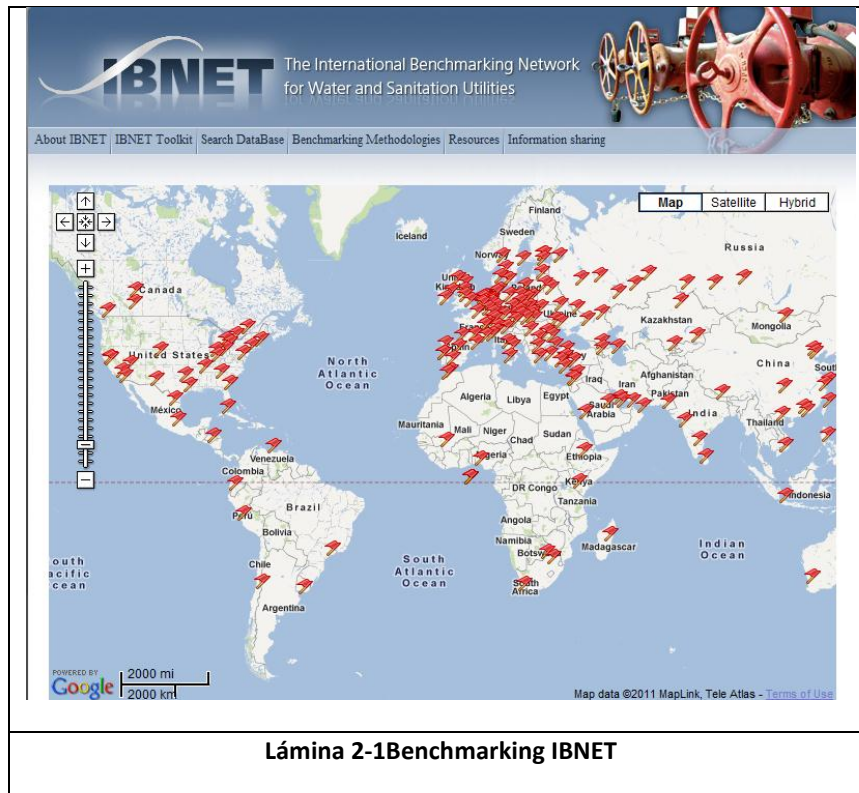 IBNET
The International Benchmarking Network
for Water and Sanitation Utilities
About IBNET
IBNET Toolkit
Search DataBase
Benchmarking Methodologies
Resources
Information sharing
Map
Satellite
Hybrid
Finland
Iceland
Sweden
Russia
Canada
Kazakhstan
Mongolia
United States
North
Atlantic
Ocean
China
Iraq
Iran
Afghanistan
Pakistan
Algeria
Libya
Egypt
Saudi
Arabia
India
México
Mauritania
Mali
Niger
Chad
Sudan
Thailand
Venezuela
Ethiopia
Colombia
Kenya
DR Congo
Indonesia
Tanzania
Brazil
Perú
Angola
Bolivia
Namibia
Madagascar
Indian
Ocean
South
Atlantic
Ocean
Chile
South
Africa
Argentina
POWERED BY
Google
2000 mi
2000 km
Map data ©2011 MapLink, Tele Atlas - Terms of Use
Lámina 2-1Benchmarking IBNET